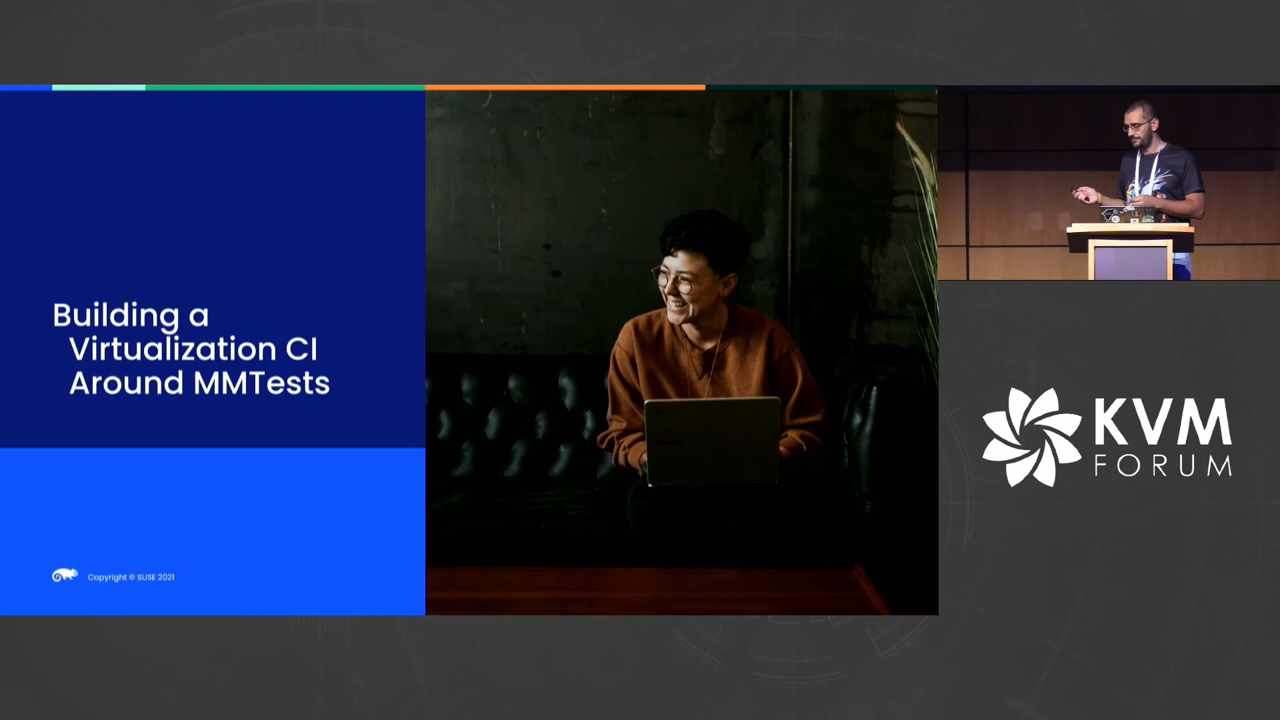 Building a
Virtualization CI
Around MMTests
Copyright © SUSE 2021
KVM
FORUM